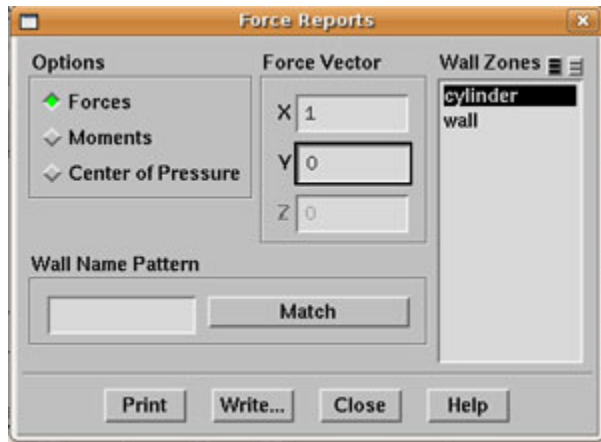 Force Reports
Options
Forces
Moments
Center of Pressure
Force Vector
X 1
Y 0
Z 0
Wall Zones
cylinder
wall
Wall Name Pattern
Match
Print Write... Close Help